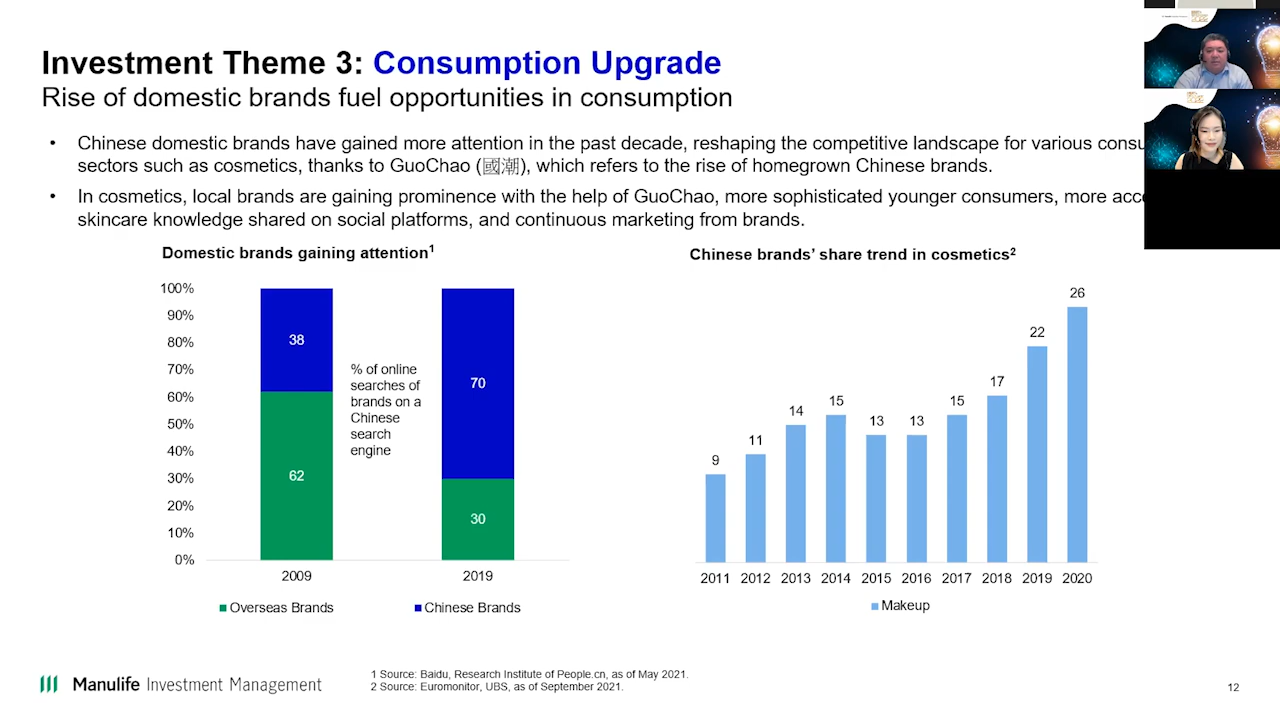 Investment Theme 3: Consumption Upgrade
Rise of domestic brands fuel opportunities in consumption
• Chinese domestic brands have gained more attention in the past decade, reshaping the competitive landscape for various consu
sectors such as cosmetics, thanks to GuoChao (國潮), which refers to the rise of homegrown Chinese brands.
• In cosmetics, local brands are gaining prominence with the help of GuoChao, more sophisticated younger consumers, more acc
skincare knowledge shared on social platforms, and continuous marketing from brands.
Domestic brands gaining attention1
100%
90%
80%
70%
60%
50%
40%
30%
20%
10%
0%
38
62
% of online
searches of
brands on a
Chinese
search
engine
70
30
2009 2019
Overseas Brands Chinese Brands
Chinese brands' share trend in cosmetics2
9 11 14 15 13 13 15 17 22 26
2011 2012 2013 2014 2015 2016 2017 2018 2019 2020
Makeup
Manulife Investment Management
1 Source: Baidu, Research Institute of People.cn, as of May 2021.
2 Source: Euromonitor, UBS, as of September 2021.
12